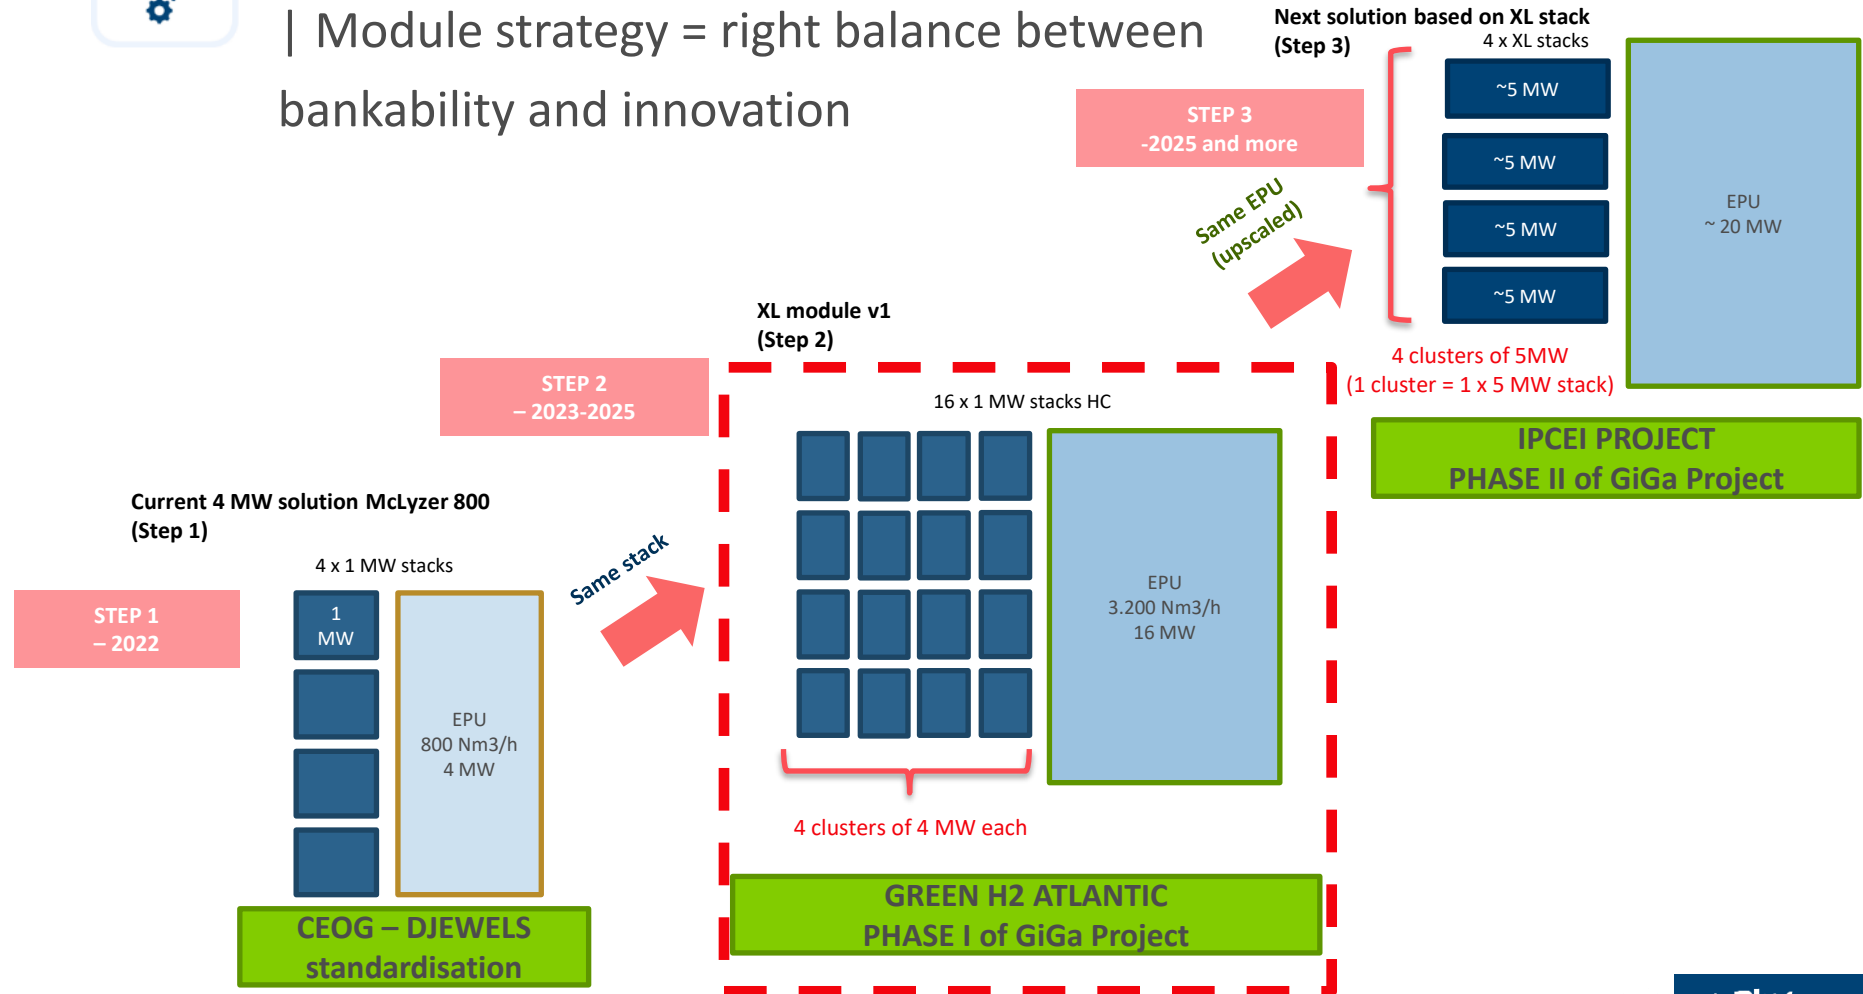 | Module strategy = right balance between
bankability and innovation
Next solution based on XL stack
(Step 3)
4 x XL stacks
STEP 3
-2025 and more
~5 MW
~5 MW
~5 MW
~5 MW
EPU
~ 20 MW
Same EPU
(upscaled)
4 clusters of 5MW
(1 cluster = 1 x 5 MW stack)
IPCEI PROJECT
PHASE II of GiGa Project
XL module v1
(Step 2)
STEP 2
– 2023-2025
16 x 1 MW stacks HC
EPU
3.200 Nm3/h
16 MW
4 clusters of 4 MW each
GREEN H2 ATLANTIC
PHASE I of GiGa Project
Same stack
Current 4 MW solution McLyzer 800
(Step 1)
4 x 1 MW stacks
STEP 1
– 2022
1
MW
EPU
800 Nm3/h
4 MW
CEOG – DJEWELS
standardisation